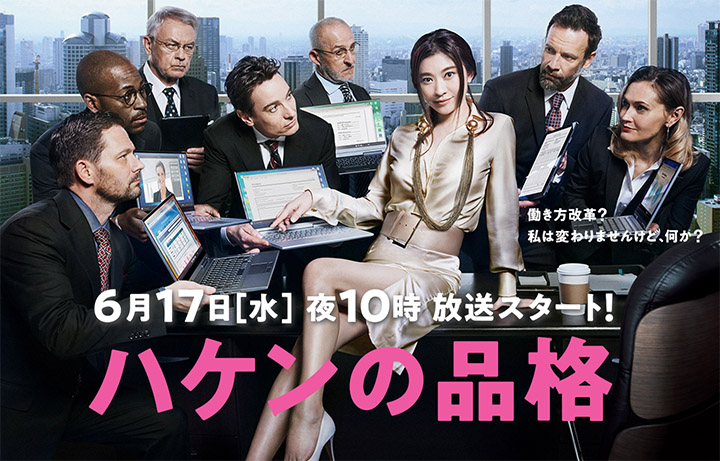 働き方改革?
私は変わりませんけど、何か?
6月17日[水] 夜10時 放送スタート!
ハケンの品格